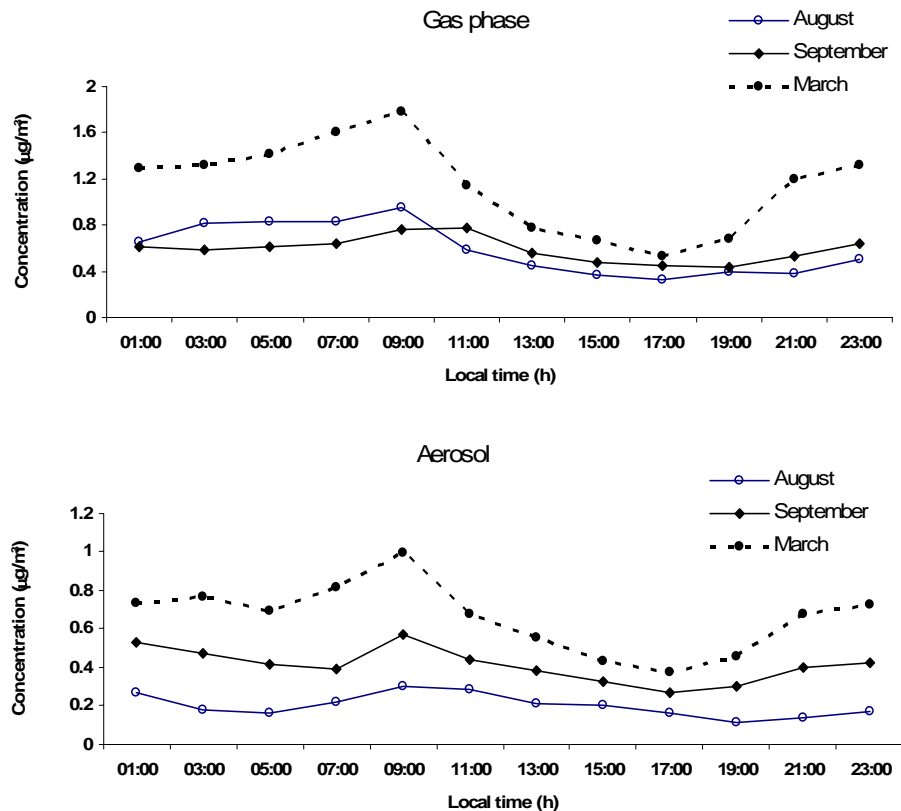 Gas phase
August
September
March
Concentration (µg/m³)
2
1.6
1.2
0.8
0.4
0
01:00 03:00 05:00 07:00 09:00 11:00 13:00 15:00 17:00 19:00 21:00 23:00
Local time (h)
Aerosol
August
September
March
Concentration (µg/m³)
1.2
1
0.8
0.6
0.4
0.2
0
01:00 03:00 05:00 07:00 09:00 11:00 13:00 15:00 17:00 19:00 21:00 23:00
Local time (h)